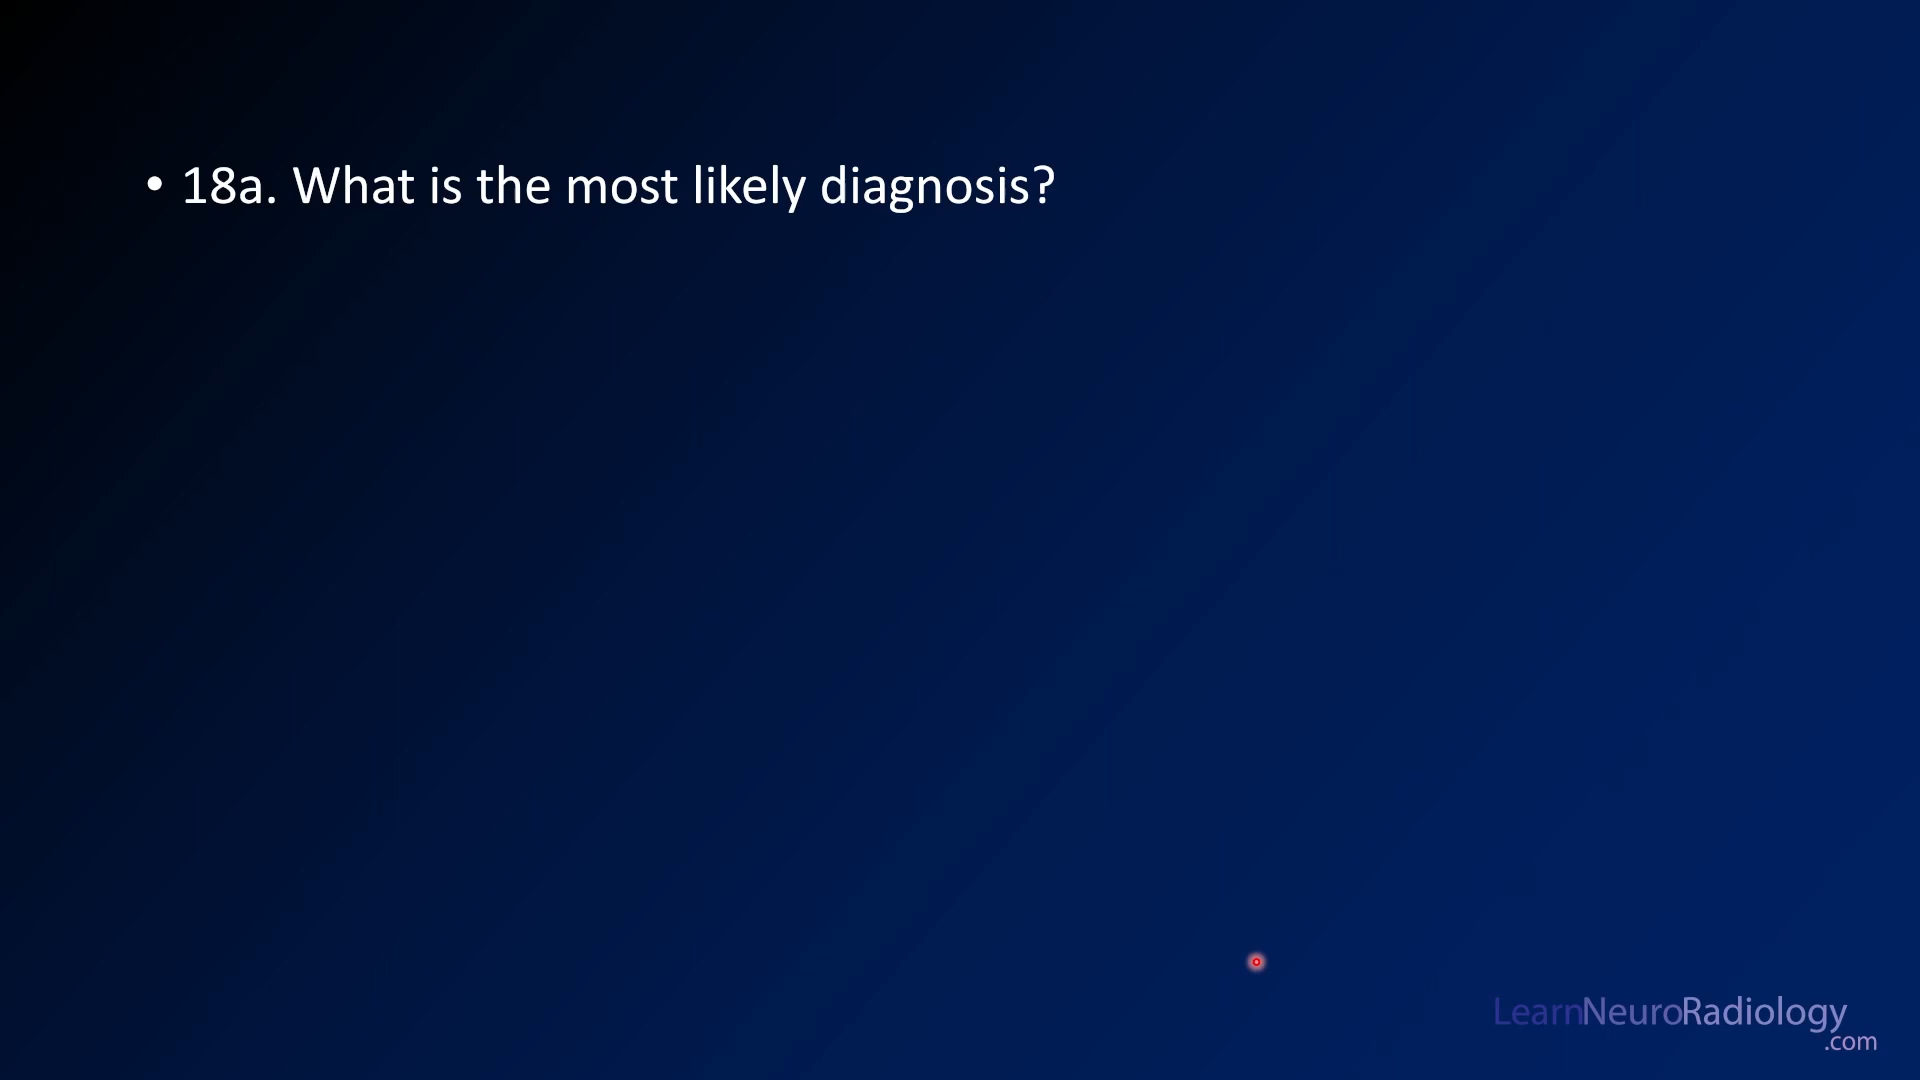 • 18a. What is the most likely diagnosis?
LearnNeuroRadiology
.com